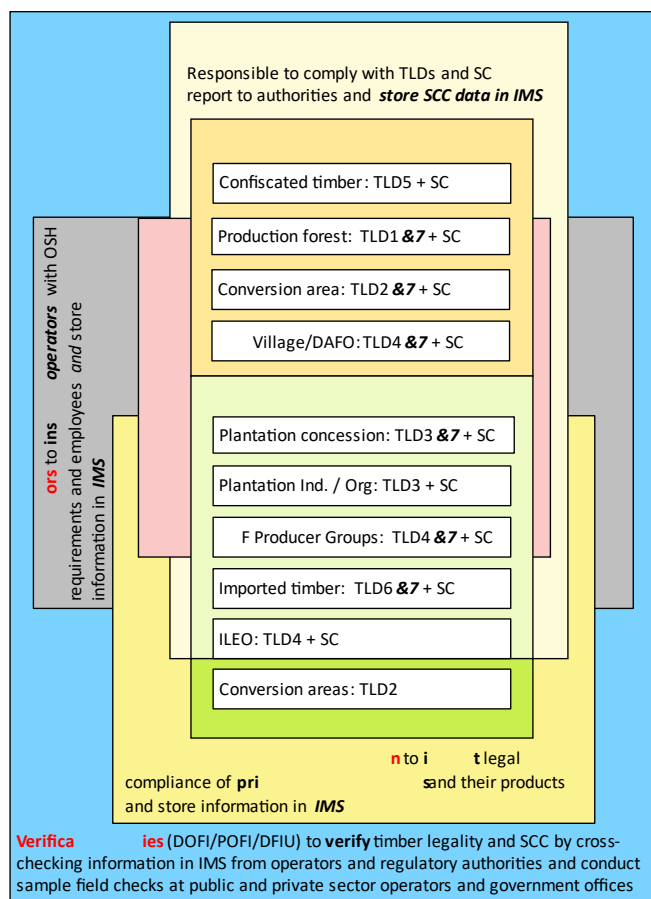 Responsible to comply with TLDs and SC
report to authorities and store SCC data in IMS
Confiscated timber: TLD5 + SC
Production forest: TLD1 &7 + SC
Conversion area: TLD2 &7 + SC
Village/DAFO: TLD4 &7 + SC
Plantation concession: TLD3 &7 + SC
Plantation Ind. / Org: TLD3 + SC
F Producer Groups: TLD4 &7 + SC
Imported timber: TLD6 &7 + SC
ILEO: TLD4 + SC
Conversion areas: TLD2
ors to ins operators with OSH
requirements and employees and store
information in IMS
n to i t legal
compliance of pri sand their products
and store information in IMS
Verifica ies (DOFI/POFI/DFIU) to verify timber legality and SCC by cross-
checking information in IMS from operators and regulatory authorities and conduct
sample field checks at public and private sector operators and government offices